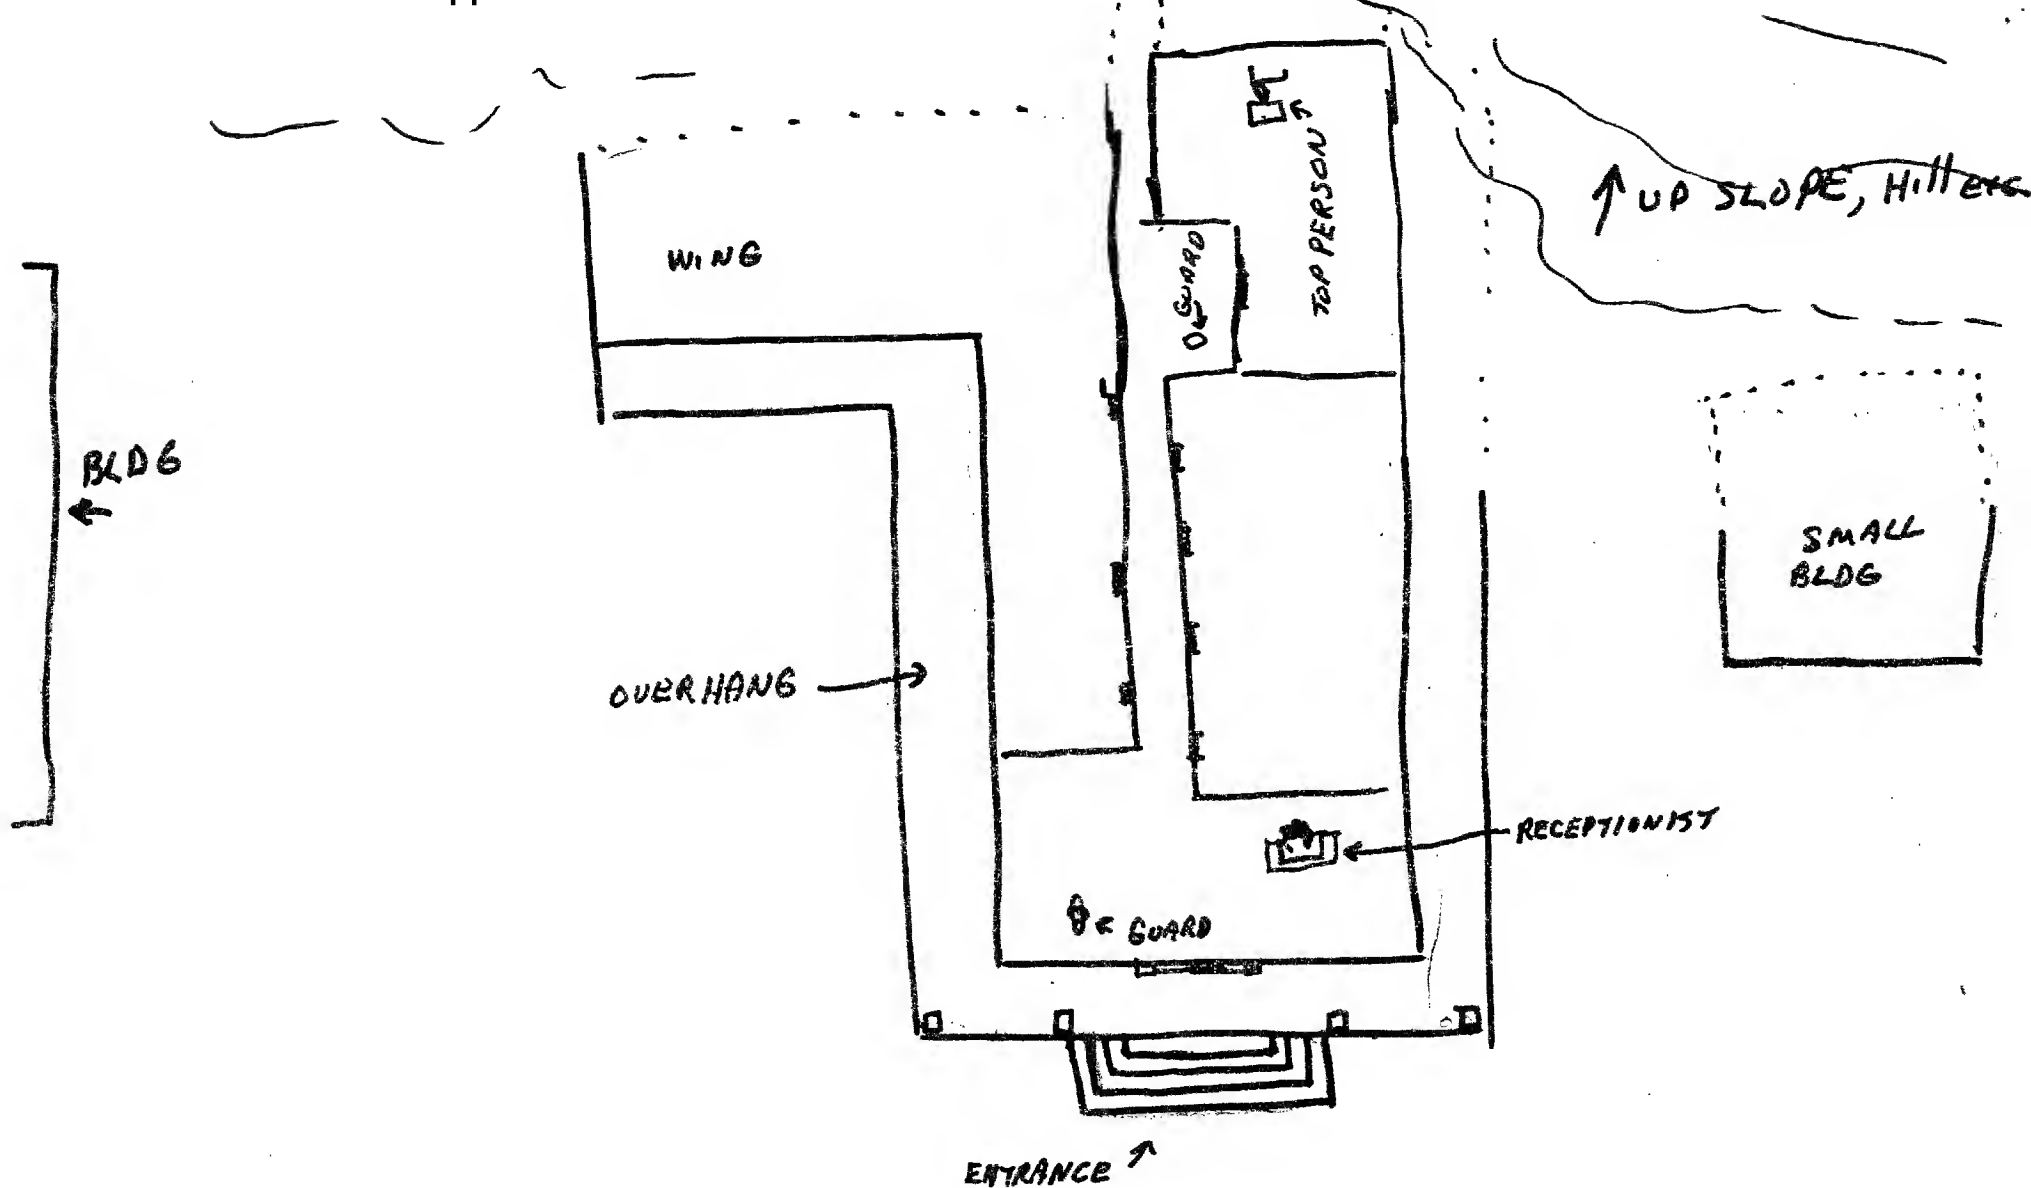 WING
GUARD
TOP PERSON
UP SLOPE, Hill etc.
BLDG
SMALL
BLDG
OVERHANG
RECEPTIONIST
GUARD
ENTRANCE